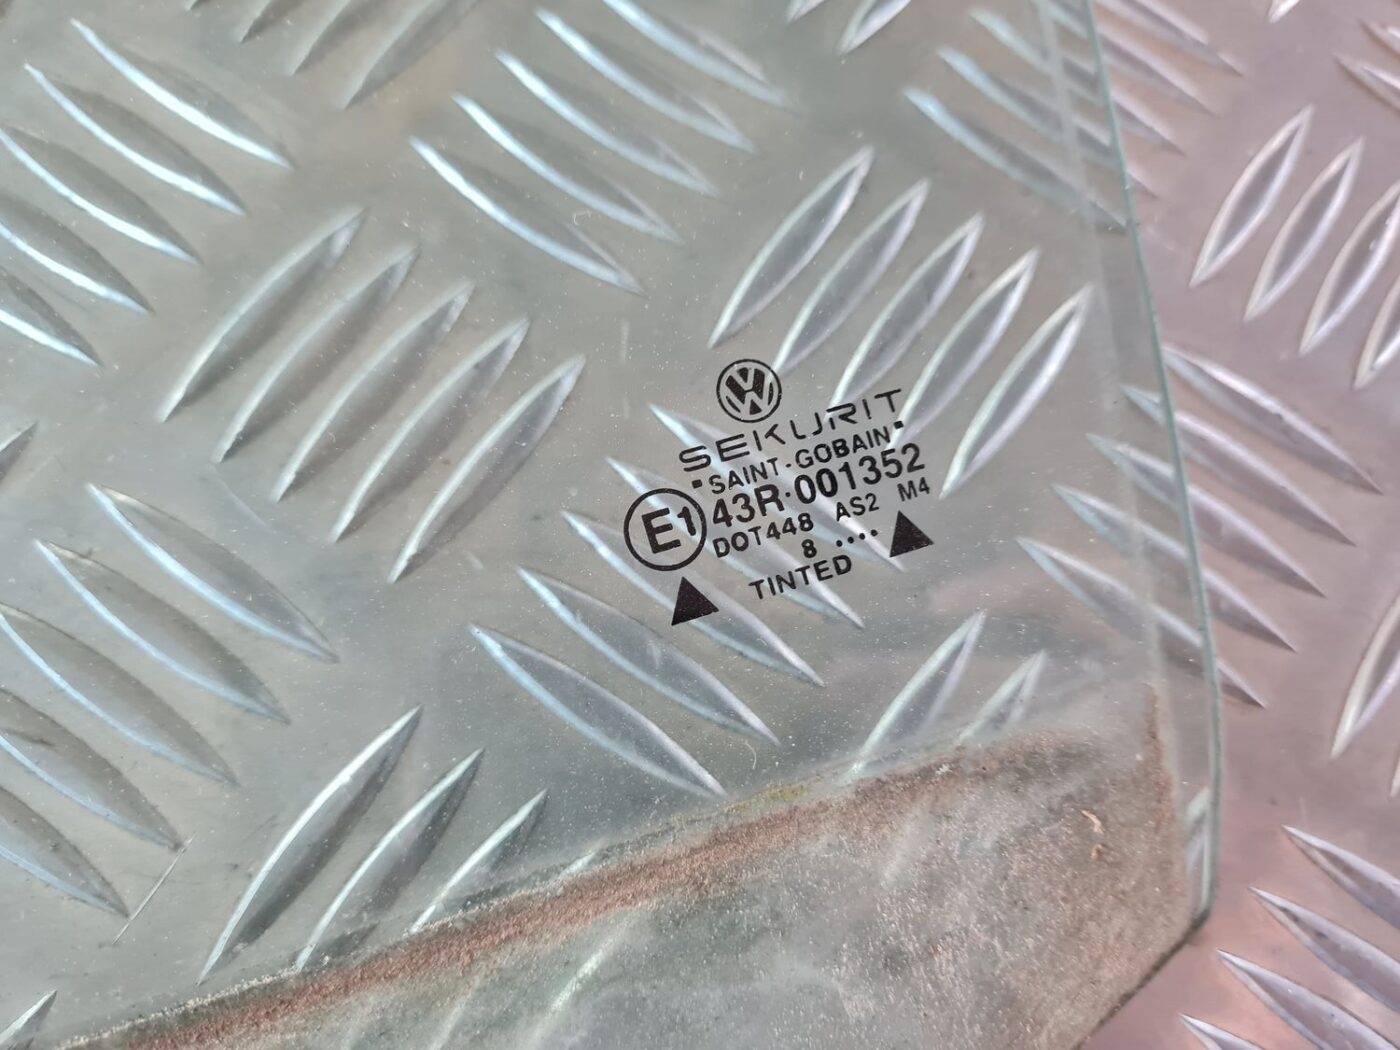 SEKURIT
SAINT-GOBAIN
E1 43R-001352
DOT448 AS2 M4
8 ....
TINTED